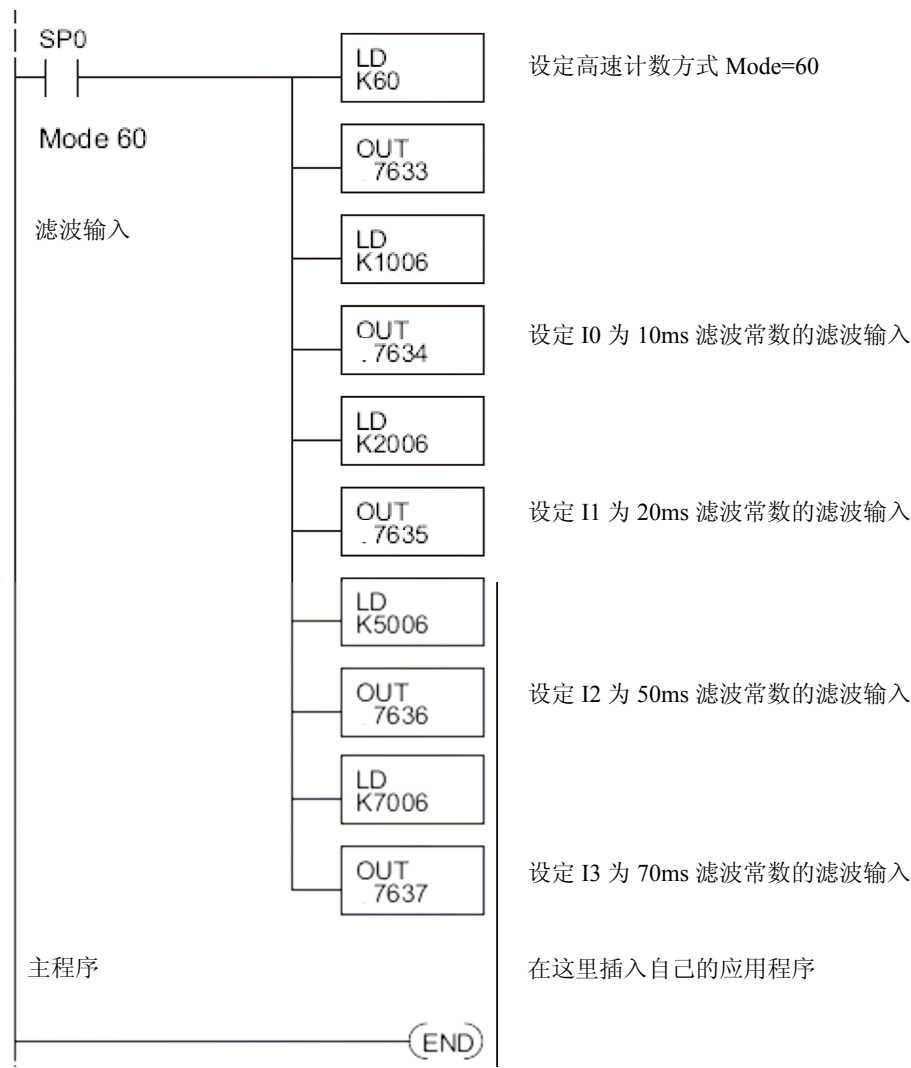 SP0
LD
K60
设定高速计数方式 Mode=60
Mode 60
OUT
7633
滤波输入
LD
K1006
OUT
7634
设定 I0 为 10ms 滤波常数的滤波输入
LD
K2006
OUT
7635
设定 I1 为 20ms 滤波常数的滤波输入
LD
K5006
OUT
7636
设定 I2 为 50ms 滤波常数的滤波输入
LD
K7006
OUT
7637
设定 I3 为 70ms 滤波常数的滤波输入
主程序
在这里插入自己的应用程序
END